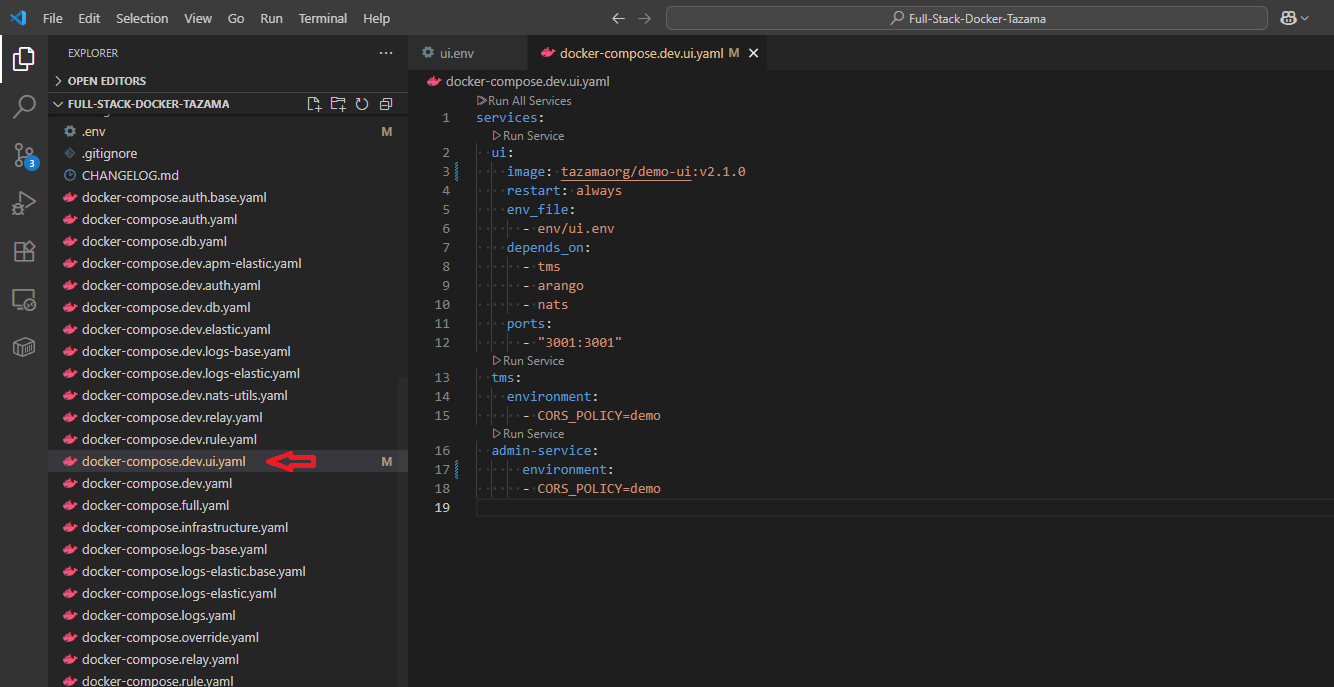 File Edit Selection View Go Run Terminal Help
Full-Stack-Docker-Tazama
EXPLORER
OPEN EDITORS
FULL-STACK-DOCKER-TAZAMA
.env M
.gitignore
CHANGELOG.md
docker-compose.auth.base.yaml
docker-compose.auth.yaml
docker-compose.db.yaml
docker-compose.dev.apm-elastic.yaml
docker-compose.dev.auth.yaml
docker-compose.dev.db.yaml
docker-compose.dev.elastic.yaml
docker-compose.dev.logs-base.yaml
docker-compose.dev.logs-elastic.yaml
docker-compose.dev.nats-utils.yaml
docker-compose.dev.relay.yaml
docker-compose.dev.rule.yaml
docker-compose.dev.ui.yaml M
docker-compose.dev.yaml
docker-compose.full.yaml
docker-compose.infrastructure.yaml
docker-compose.logs-base.yaml
docker-compose.logs-elastic.base.yaml
docker-compose.logs-elastic.yaml
docker-compose.logs.yaml
docker-compose.override.yaml
docker-compose.relay.yaml
docker-compose.rule.yaml
3
ui.env
docker-compose.dev.ui.yaml M
docker-compose.dev.ui.yaml
Run All Services
1 services:
Run Service
2 ui:
3 image: tazamaorg/demo-ui:v2.1.0
4 restart: always
5 env_file:
6 - env/ui.env
7 depends_on:
8 - tms
9 - arango
10 - nats
11 ports:
12 - "3001:3001"
Run Service
13 tms:
14 environment:
15 - CORS_POLICY=demo
Run Service
16 admin-service:
17 environment:
18 - CORS_POLICY=demo
19